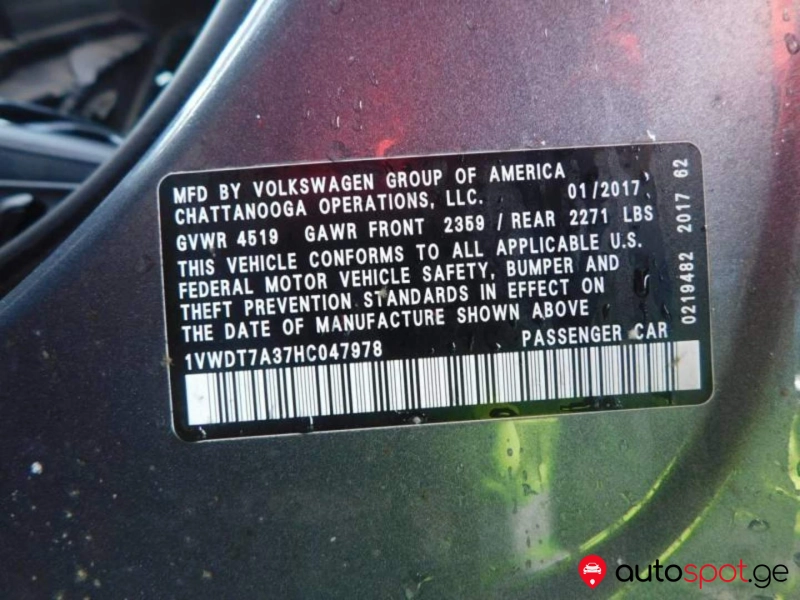 MFD BY VOLKSWAGEN GROUP OF AMERICA
CHATTANOOGA OPERATIONS, LLC. 01/2017
GVWR 4519 GAWR FRONT 2359 / REAR 2271 LBS
THIS VEHICLE CONFORMS TO ALL APPLICABLE U.S.
FEDERAL MOTOR VEHICLE SAFETY, BUMPER AND
THEFT PREVENTION STANDARDS IN EFFECT ON
THE DATE OF MANUFACTURE SHOWN ABOVE
1VWDT7A37HC047978 PASSENGER CAR
0219482 2017 62
autospot.ge